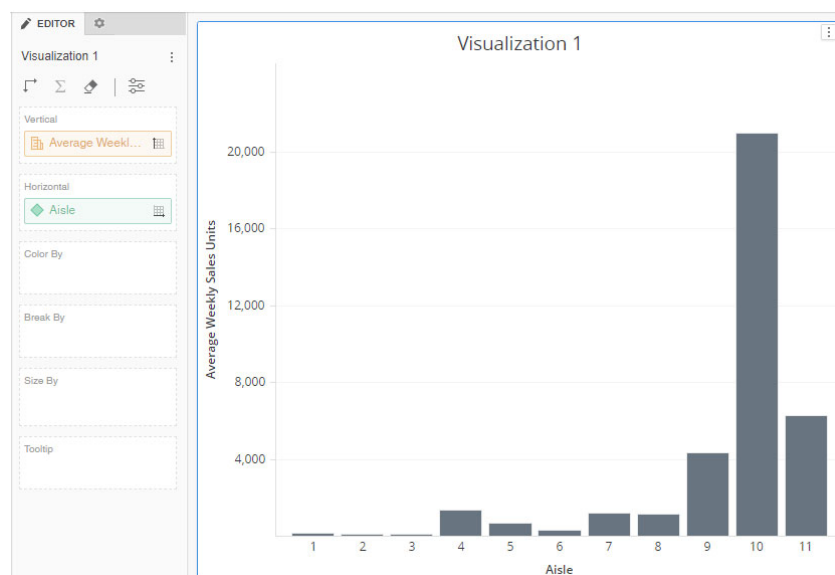 EDITOR
Visualization 1
Vertical
Average Weekl...
Horizontal
Aisle
Color By
Break By
Size By
Tooltip
Visualization 1
Average Weekly Sales Units
20,000
16,000
12,000
8,000
4,000
1 2 3 4 5 6 7 8 9 10 11
Aisle